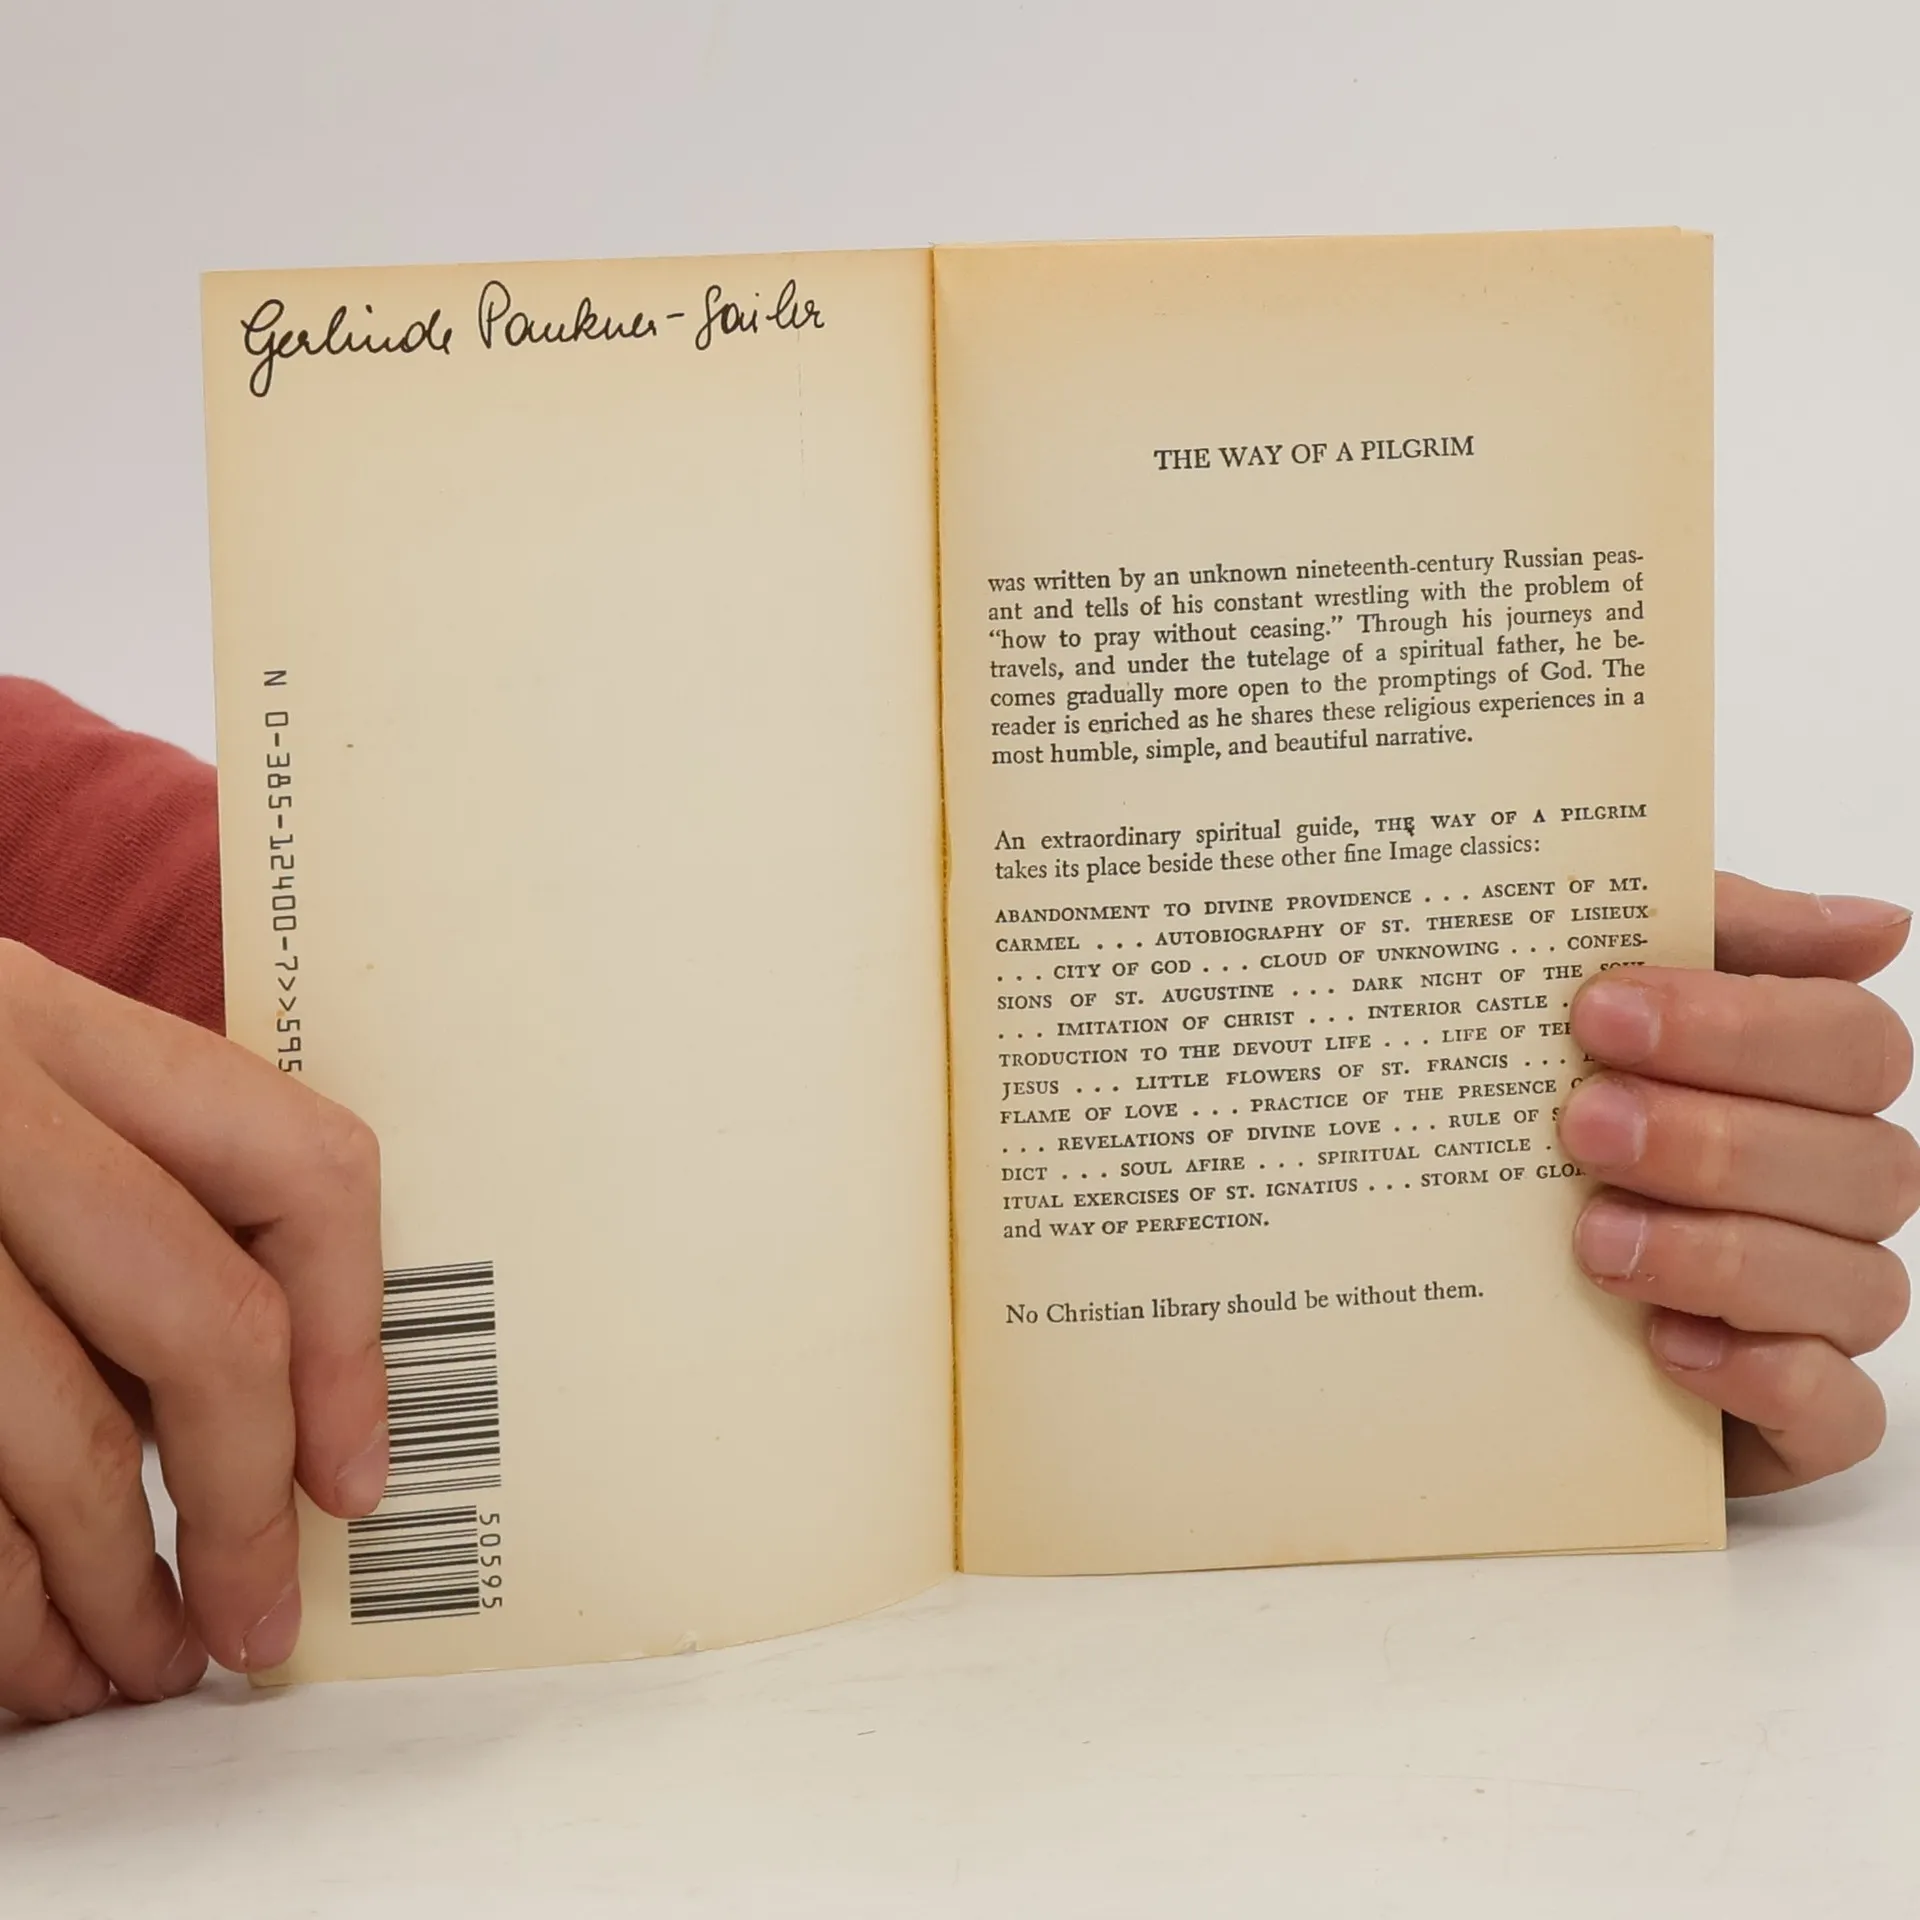 Gerlinde Paukner-Sailer
N 0-385-12400-7>>595
50595
THE WAY OF A PILGRIM
was written by an unknown nineteenth-century Russian peas-
ant and tells of his constant wrestling with the problem of
“how to pray without ceasing.” Through his journeys and
travels, and under the tutelage of a spiritual father, he be-
comes gradually more open to the promptings of God. The
reader is enriched as he shares these religious experiences in a
most humble, simple, and beautiful narrative.
An extraordinary spiritual guide, THE WAY OF A PILGRIM
takes its place beside these other fine Image classics:
ABANDONMENT TO DIVINE PROVIDENCE . . . ASCENT OF MT.
CARMEL . . . AUTOBIOGRAPHY OF ST. THERESE OF LISIEUX
. . . CITY OF GOD . . . CLOUD OF UNKNOWING . . . CONFES-
SIONS OF ST. AUGUSTINE . . . DARK NIGHT OF THE SOUL
. . . IMITATION OF CHRIST . . . INTERIOR CASTLE .
TRODUCTION TO THE DEVOUT LIFE . . . LIFE OF
JESUS . . . LITTLE FLOWERS OF ST. FRANCIS . . .
FLAME OF LOVE . . . PRACTICE OF THE PRESENCE
. . . REVELATIONS OF DIVINE LOVE . . . RULE OF
DICT . . . SOUL AFIRE . . . SPIRITUAL CANTICLE .
ITUAL EXERCISES OF ST. IGNATIUS . . . STORM OF
and WAY OF PERFECTION.
No Christian library should be without them.